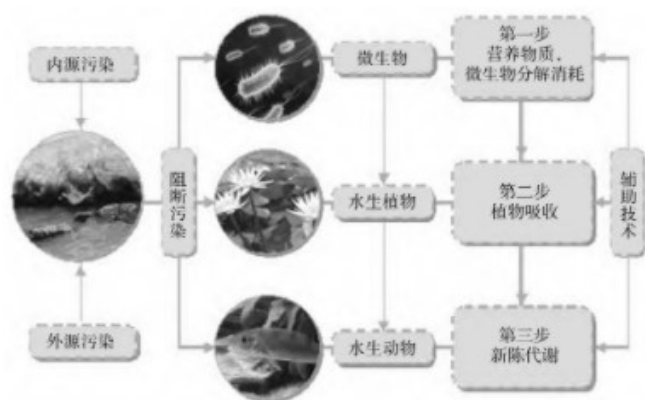 内源污染
外源污染
阻断污染
微生物
水生植物
水生动物
第一步
营养物质、
微生物分解消耗
第二步
植物吸收
第三步
新陈代谢
辅助技术